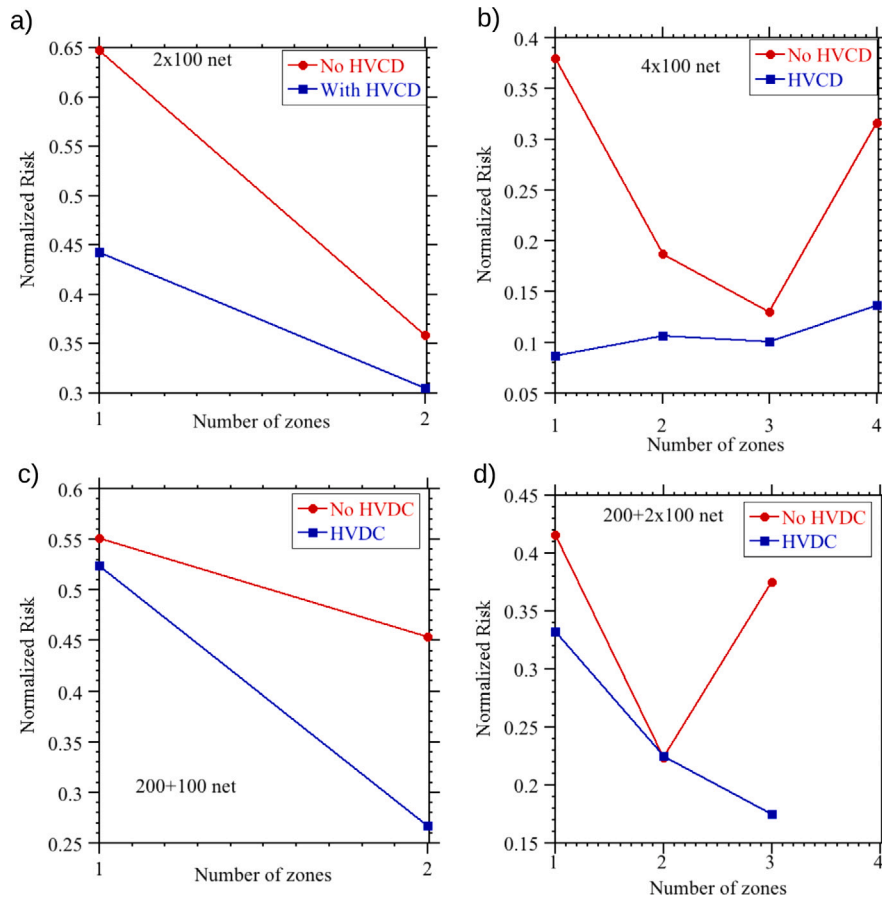 a)
2x100 net
No HVCD
With HVCD
0.65
0.6
0.55
0.5
0.45
0.4
0.35
0.3
Normalized Risk
1
2
Number of zones
b)
4x100 net
No HVCD
HVCD
0.4
0.35
0.3
0.25
0.2
0.15
0.1
0.05
Normalized Risk
1
2
3
4
Number of zones
c)
No HVDC
HVDC
0.6
0.55
0.5
0.45
0.4
0.35
0.3
0.25
Normalized Risk
200+100 net
1
2
Number of zones
d)
200+2x100 net
No HVDC
HVDC
0.45
0.4
0.35
0.3
0.25
0.2
0.15
Normalized Risk
1
2
3
4
Number of zones